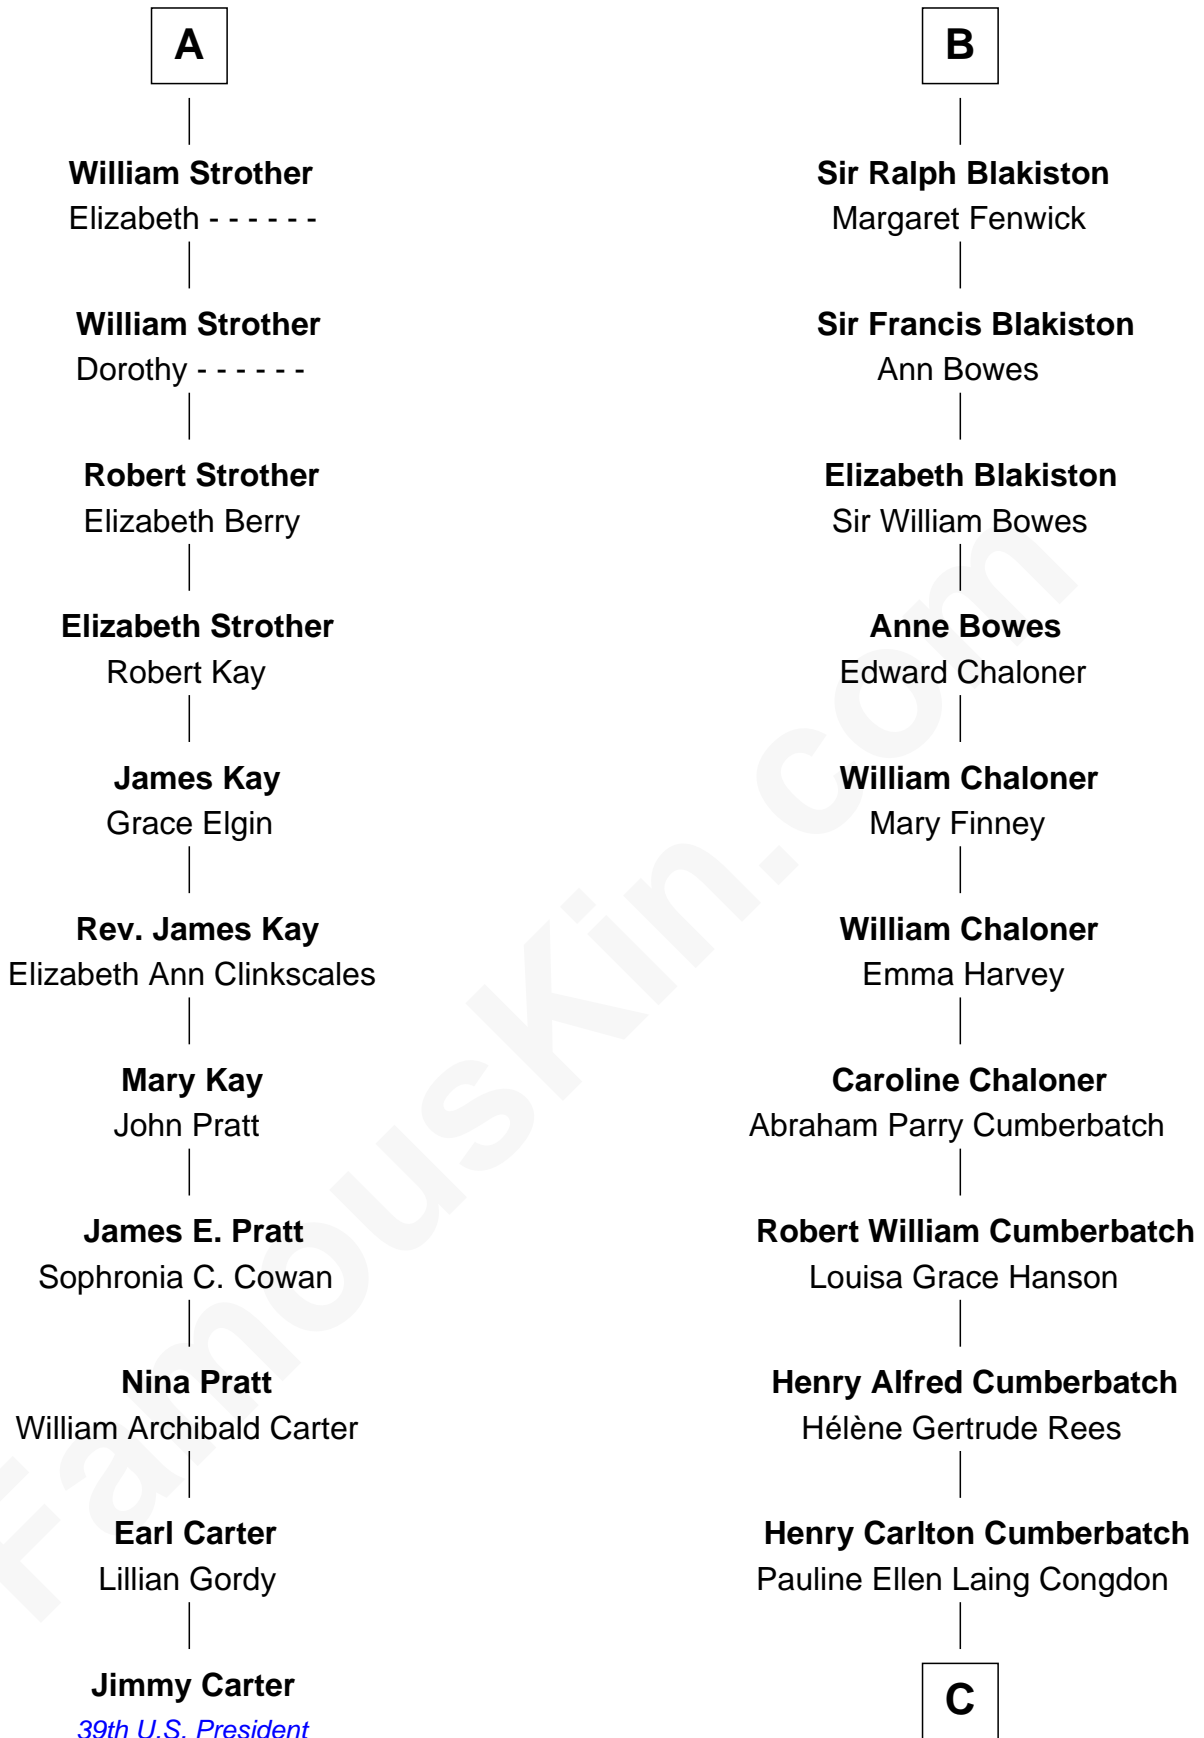 A
William Strother
Elizabeth - - - - - -
William Strother
Dorothy - - - - - -
Robert Strother
Elizabeth Berry
Elizabeth Strother
Robert Kay
James Kay
Grace Elgin
Rev. James Kay
Elizabeth Ann Clinkscales
Mary Kay
John Pratt
James E. Pratt
Sophronia C. Cowan
Nina Pratt
William Archibald Carter
Earl Carter
Lillian Gordy
Jimmy Carter
39th U.S. President
B
Sir Ralph Blakiston
Margaret Fenwick
Sir Francis Blakiston
Ann Bowes
Elizabeth Blakiston
Sir William Bowes
Anne Bowes
Edward Chaloner
William Chaloner
Mary Finney
William Chaloner
Emma Harvey
Caroline Chaloner
Abraham Parry Cumberbatch
Robert William Cumberbatch
Louisa Grace Hanson
Henry Alfred Cumberbatch
Hélène Gertrude Rees
Henry Carlton Cumberbatch
Pauline Ellen Laing Congdon
C
FamousKin.com